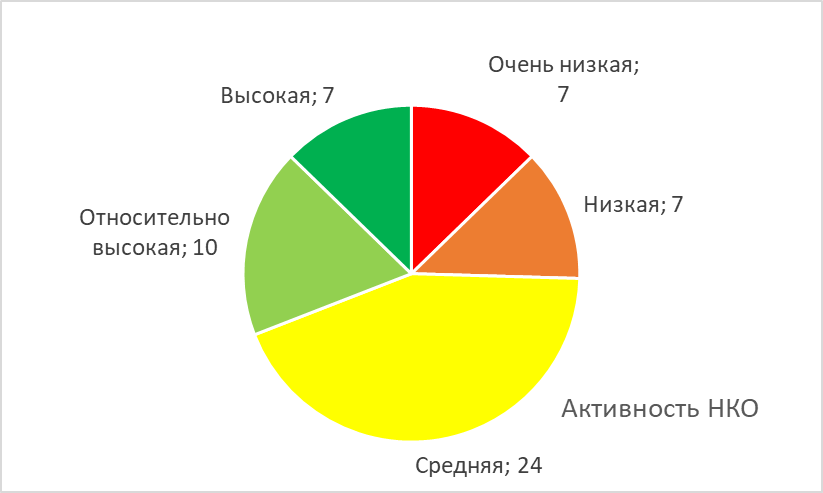 Очень низкая;
7
Высокая; 7
Низкая; 7
Относительно
высокая; 10
Активность НКО
Средняя; 24